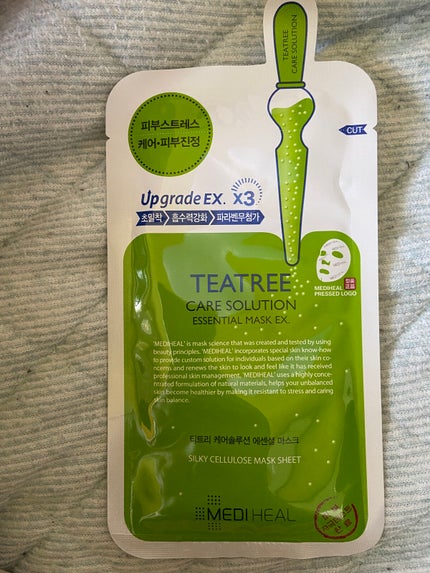 TEATREE
CARE SOLUTION
피부스트레스
케어•피부진정
CUT
Upgrade EX. x3
초밀착 흡수력강화 파라벤무첨가
MEDIHEAL
PRESSED LOGO
TEATREE
CARE SOLUTION
ESSENTIAL MASK EX.
'MEDIHEAL' is mask science that was created and tested by using
beauty principles. 'MEDIHEAL' incorporates special skin know-how
to provide custom solution for individuals based on their skin co-
ncerns and renews the skin to look and feel like it has received
professional skin management. 'MEDIHEAL' uses a highly conce-
ntrated formulation of natural materials, helps your unbalanced
skin become healthier by making it resistant to stress and caring
skin balance.
티트리 케어솔루션 에센셜 마스크
SILKY CELLULOSE MASK SHEET
MEDIHEAL